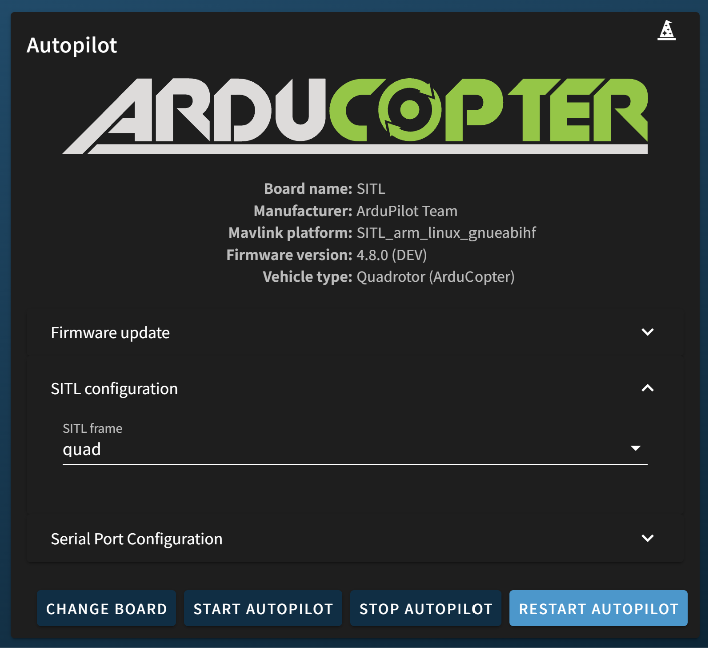 Autopilot
ARDUCOPTER
Board name: SITL
Manufacturer: ArduPilot Team
Mavlink platform: SITL_arm_linux_gnueabihf
Firmware version: 4.8.0 (DEV)
Vehicle type: Quadrotor (ArduCopter)
Firmware update
SITL configuration
SITL frame
quad
Serial Port Configuration
CHANGE BOARD START AUTOPILOT STOP AUTOPILOT RESTART AUTOPILOT